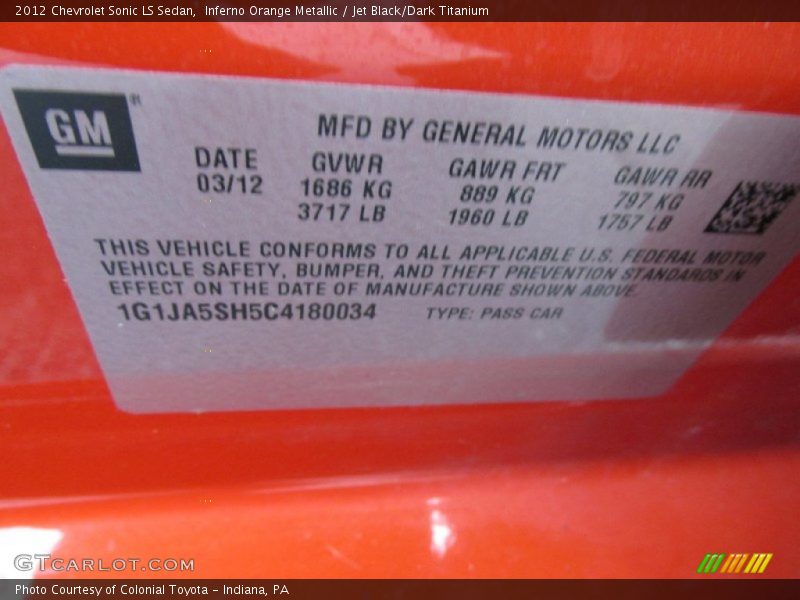 2012 Chevrolet Sonic LS Sedan,  Inferno Orange Metallic / Jet Black/Dark Titanium
GM
MFD BY GENERAL MOTORS LLC
DATE GVWR GAWR FRT GAWR RR
03/12 1686 KG 889 KG 797 KG
3717 LB 1960 LB 1757 LB
THIS VEHICLE CONFORMS TO ALL APPLICABLE U.S. FEDERAL MOTOR
VEHICLE SAFETY, BUMPER, AND THEFT PREVENTION STANDARDS IN
EFFECT ON THE DATE OF MANUFACTURE SHOWN ABOVE.
1G1JA5SH5C4180034 TYPE: PASS CAR
GTCARLOT.COM
Photo Courtesy of Colonial Toyota - Indiana, PA